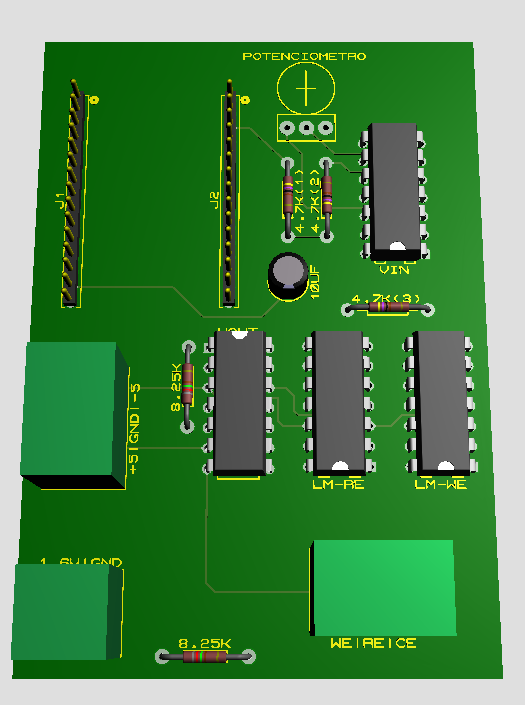 POTENCIOMETRO
J1
J2
4.7K(1)
4.7K(2)
VIN
10UF
4.7K(3)
VOUT
8.25K
+5|GND|-5
LM-RE
LM-WE
1.6V|GND
WE|RE|CE
8.25K